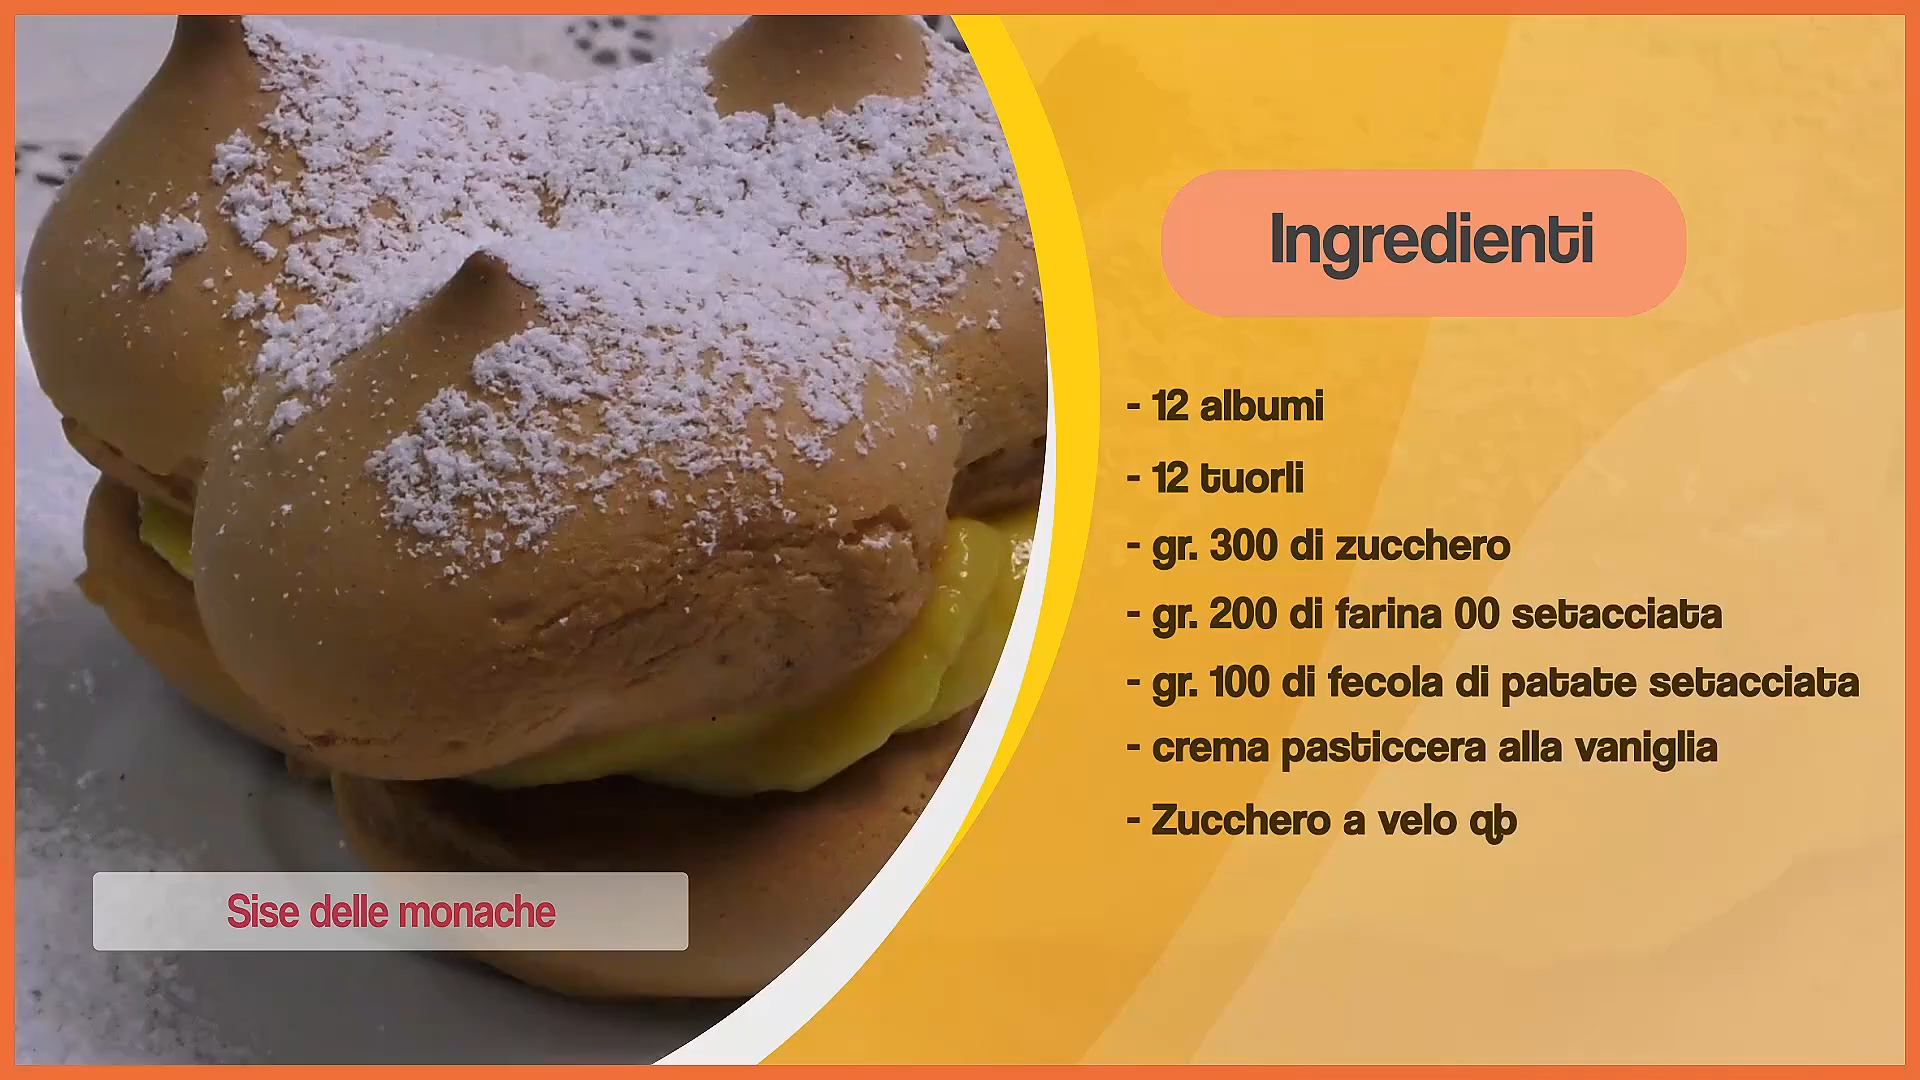 Ingredienti
- 12 albumi
- 12 tuorli
- gr. 300 di zucchero
- gr. 200 di farina 00 setacciata
- gr. 100 di fecola di patate setacciata
- crema pasticcera alla vaniglia
- Zucchero a velo qb
Sise delle monache